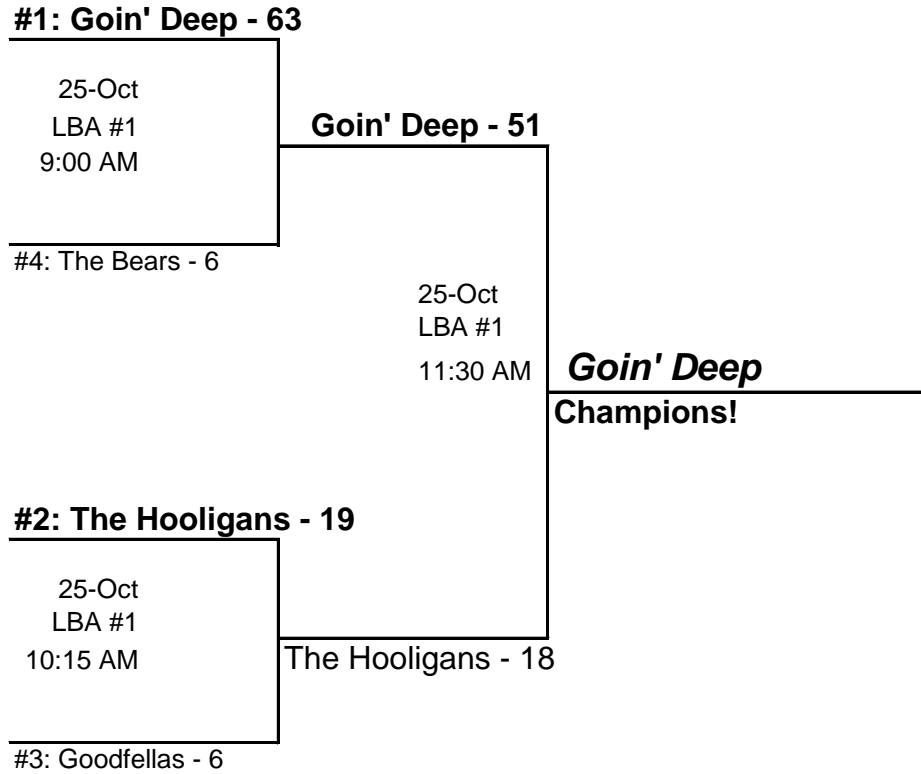 #1: Goin' Deep - 63
25-Oct
LBA #1
9:00 AM
Goin' Deep - 51
#4: The Bears - 6
25-Oct
LBA #1
11:30 AM
Goin' Deep
Champions!
#2: The Hooligans - 19
25-Oct
LBA #1
10:15 AM
The Hooligans - 18
#3: Goodfellas - 6